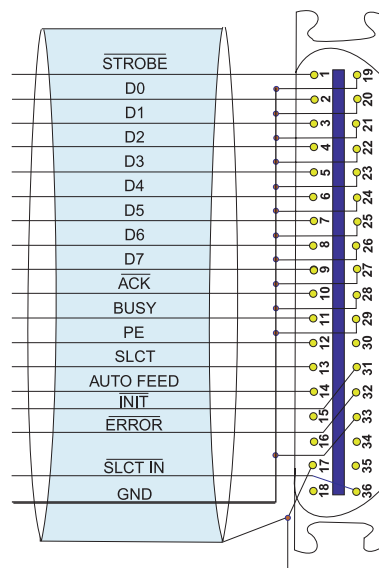 STROBE
D0
D1
D2
D3
D4
D5
D6
D7
ACK
BUSY
PE
SLCT
AUTO FEED
INIT
ERROR
SLCT IN
GND
1
2
3
4
5
6
7
8
9
10
11
12
13
14
15
16
17
18
19
20
21
22
23
24
25
26
27
28
29
30
31
32
33
34
35
36